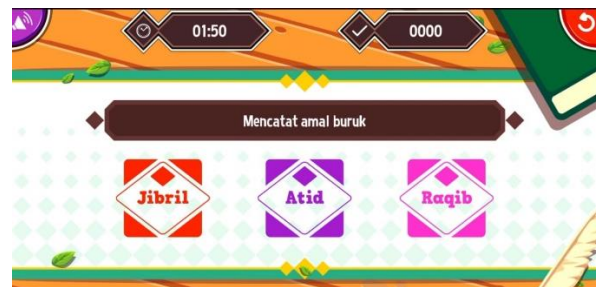 01:50
0000
Mencatat amal buruk
Jibril
Atid
Raqib